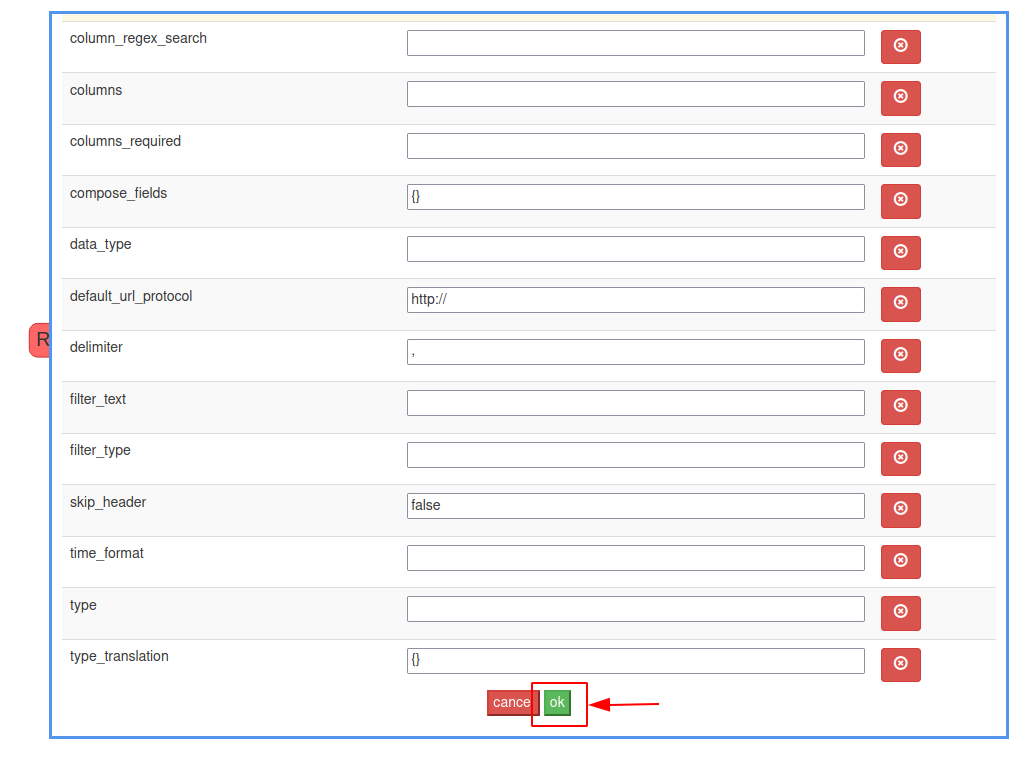 column_regex_search
columns
columns_required
compose_fields {}
data_type
default_url_protocol http://
R
delimiter ,
filter_text
filter_type
skip_header false
time_format
type
type_translation {}
cance ok